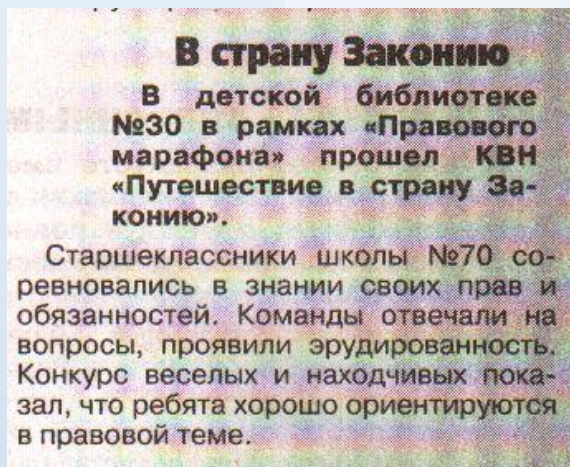 В страну Законию
В детской библиотеке
№30 в рамках «Правового
марафона» прошел КВН
«Путешествие в страну За-
конию».
Старшеклассники школы №70 со-
ревновались в знании своих прав и
обязанностей. Команды отвечали на
вопросы, проявили эрудированность.
Конкурс веселых и находчивых пока-
зал, что ребята хорошо ориентируются
в правовой теме.